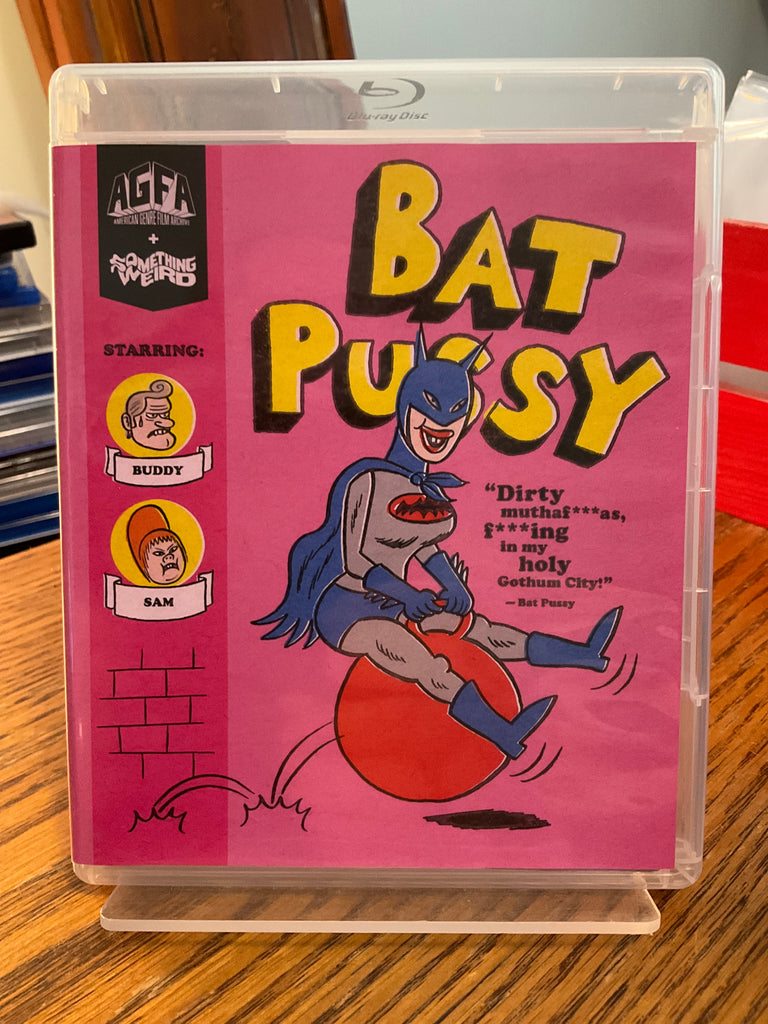 Blu-ray Disc
AGFA
AMERICAN GENRE FILM ARCHIVE
+
SOMETHING
WEIRD
BAT
PUSSY
STARRING:
BUDDY
SAM
“Dirty
muthaf***as,
f***ing
in my
holy
Gothum City!”
— Bat Pussy